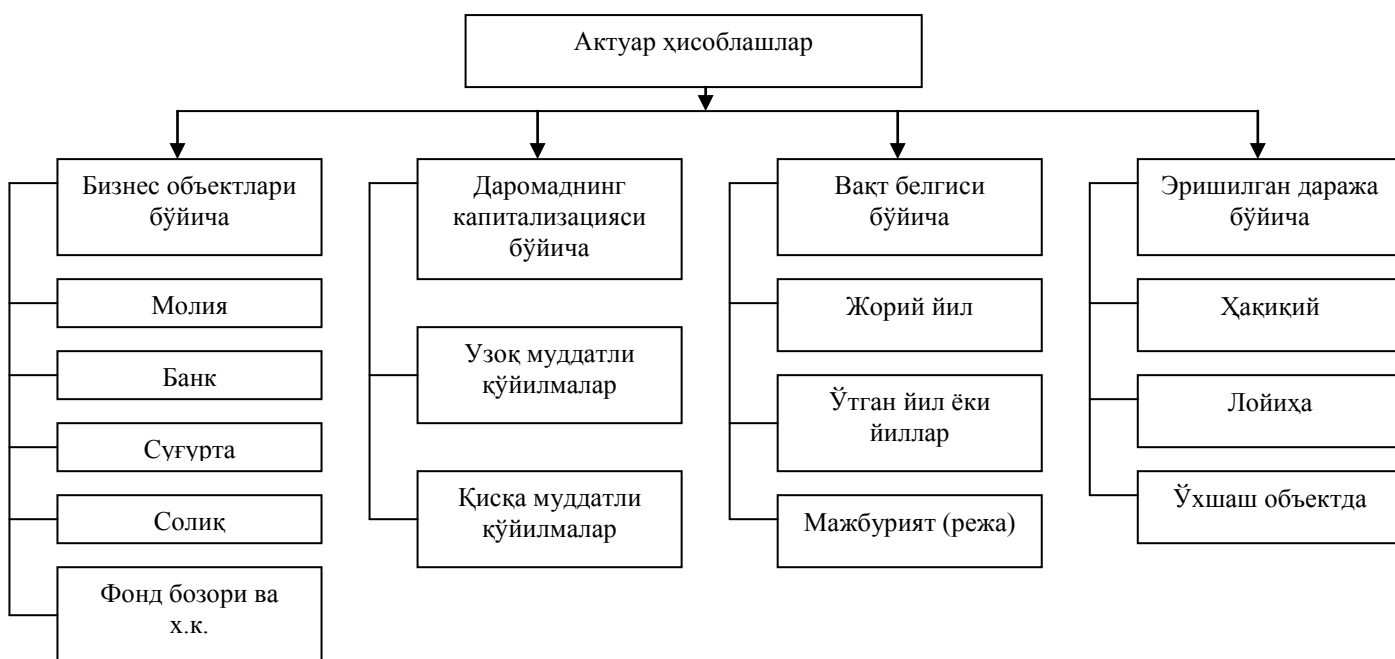 Актуар ҳисоблашлар
Бизнес объектлари
бўйича
Молия
Банк
Суғурта
Солиқ
Фонд бозори ва
х.к.
Даромаднинг
капитализацияси
бўйича
Узоқ муддатли
қўйилмалар
Қисқа муддатли
қўйилмалар
Вақт белгиси
бўйича
Жорий йил
Ўтган йил ёки
йиллар
Мажбурият (режа)
Эришилган даража
бўйича
Ҳақиқий
Лойиҳа
Ўхшаш объектда